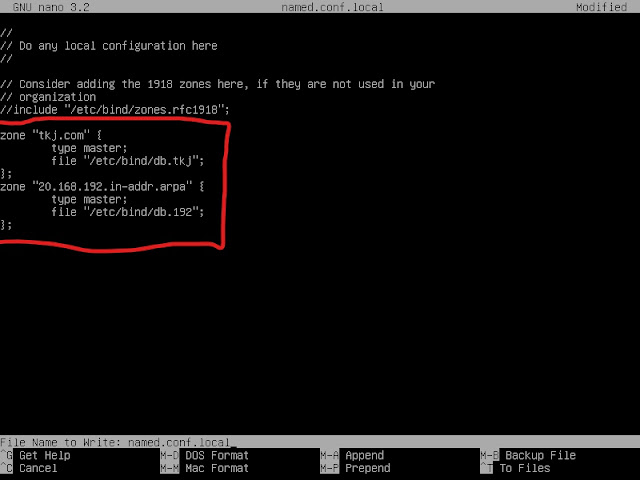 GNU nano 3.2 named.conf.local Modified
//
// Do any local configuration here
//
// Consider adding the 1918 zones here, if they are not used in your
// organization
//include "/etc/bind/zones.rfc1918";
zone "tkj.com" {
type master;
file "/etc/bind/db.tkj";
};
zone "20.168.192.in-addr.arpa" {
type master;
file "/etc/bind/db.192";
};
File Name to Write: named.conf.local
^G Get Help M-D DOS Format M-A Append M-B Backup File
^C Cancel M-M Mac Format M-P Prepend ^T To Files